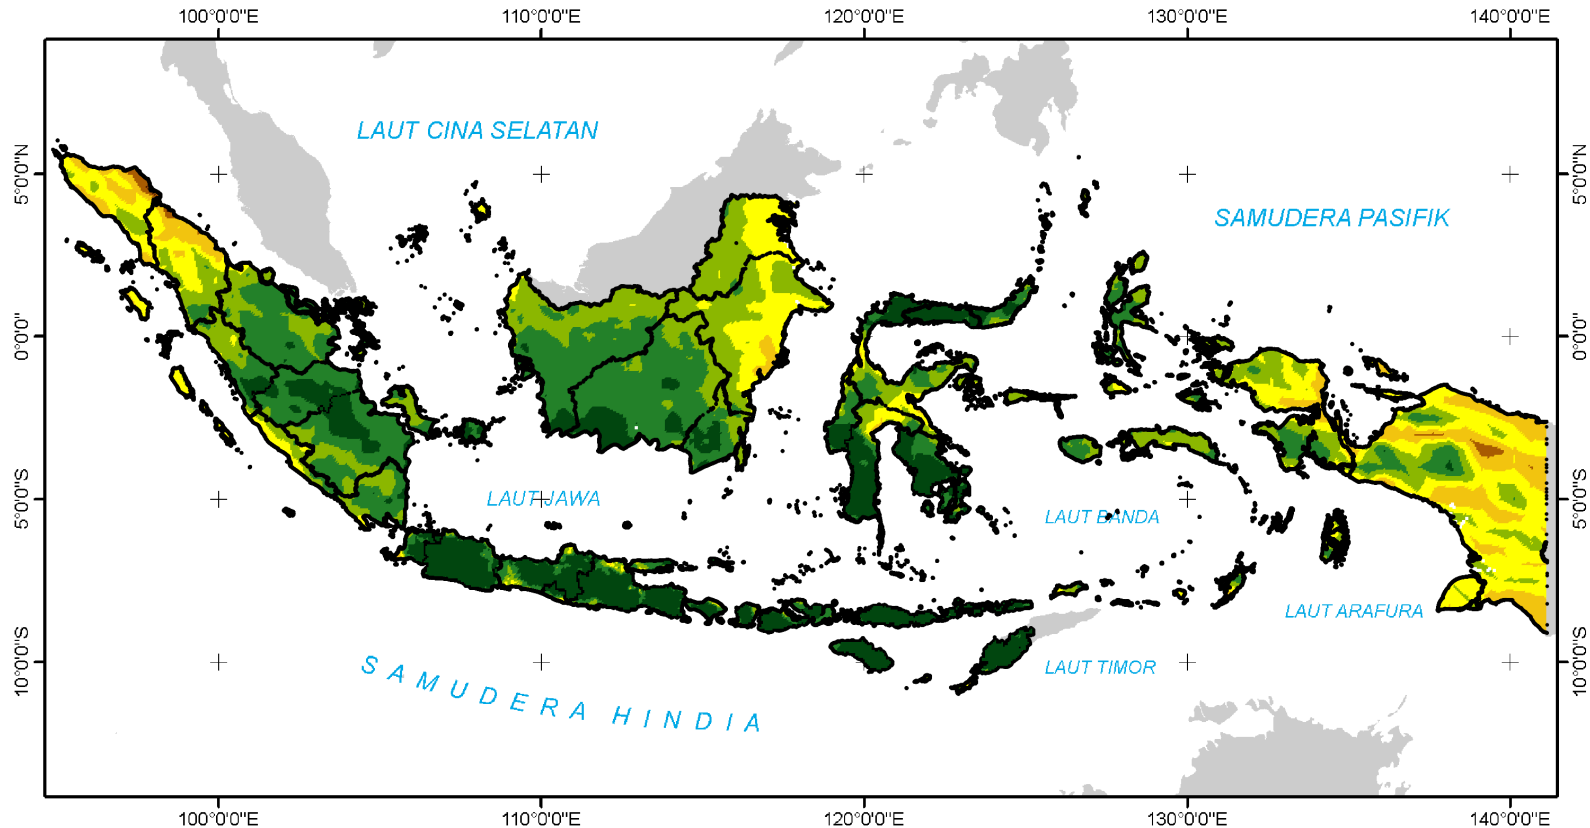 100°0'0"E 110°0'0"E 120°0'0"E 130°0'0"E 140°0'0"E
LAUT CINA SELATAN
5°0'0"N 5°0'0"N
SAMUDERA PASIFIK
0°0'0" 0°0'0"
LAUT JAWA
5°0'0"S 5°0'0"S
LAUT BANDA
LAUT ARAFURA
10°0'0"S 10°0'0"S
LAUT TIMOR
SAMUDERA HINDIA
100°0'0"E 110°0'0"E 120°0'0"E 130°0'0"E 140°0'0"E